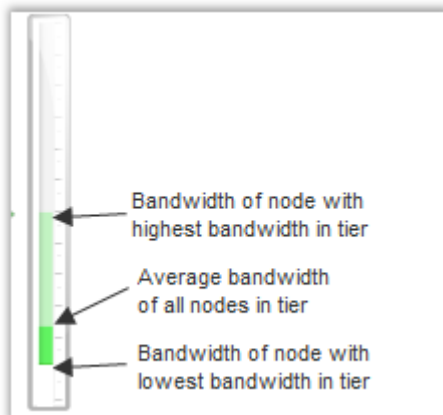 Bandwidth of node with
highest bandwidth in tier
Average bandwidth
of all nodes in tier
Bandwidth of node with
lowest bandwidth in tier